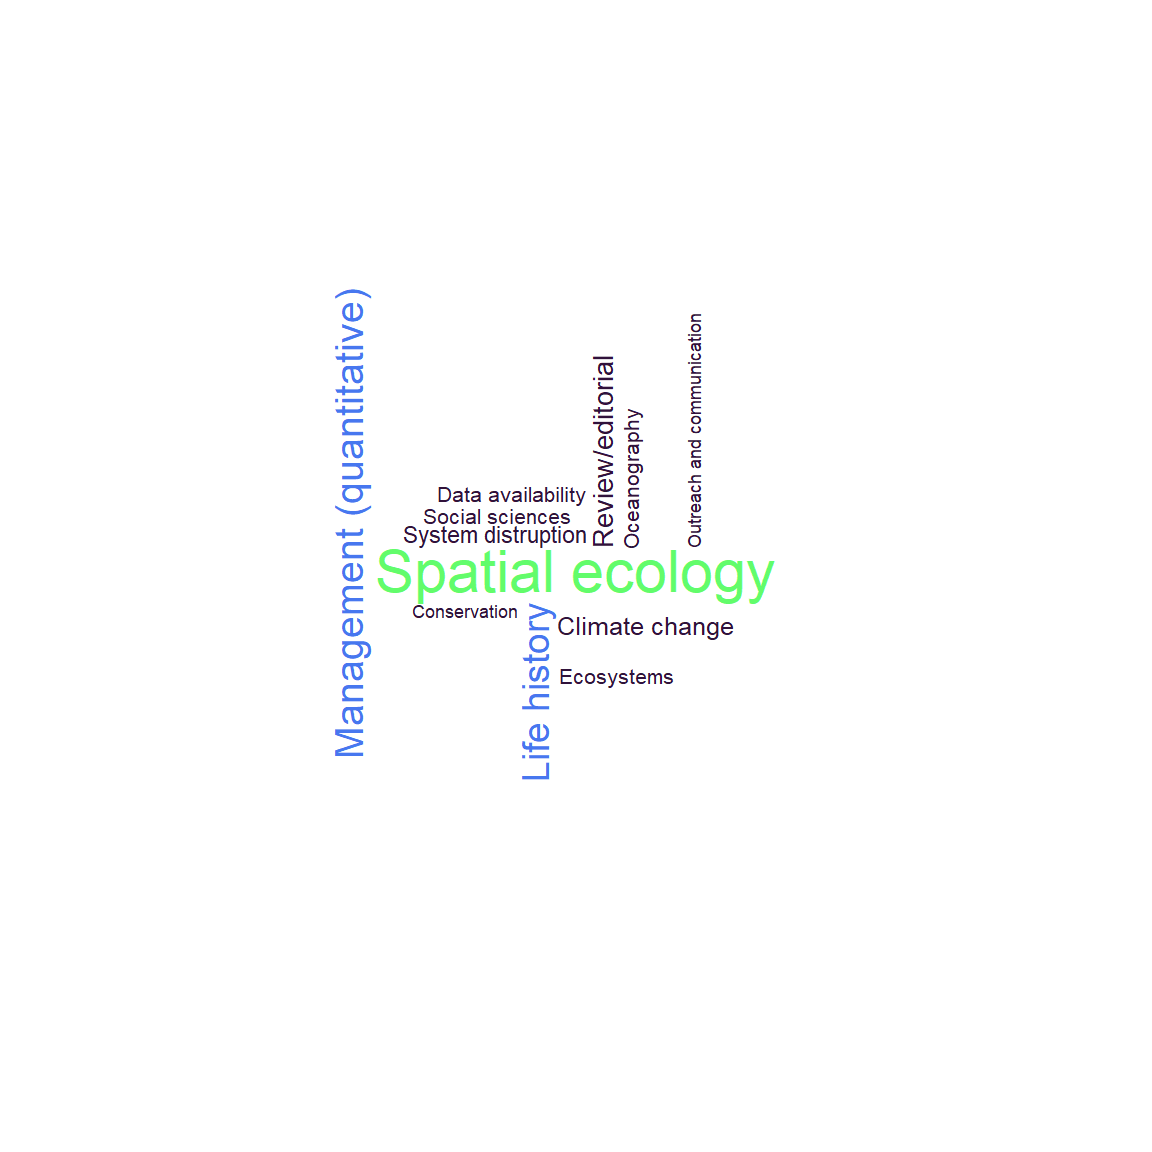 Management (quantitative)
Outreach and communication
Review/editorial
Oceanography
Data availability
Social sciences
System distruption
Spatial ecology
Conservation
Life history
Climate change
Ecosystems